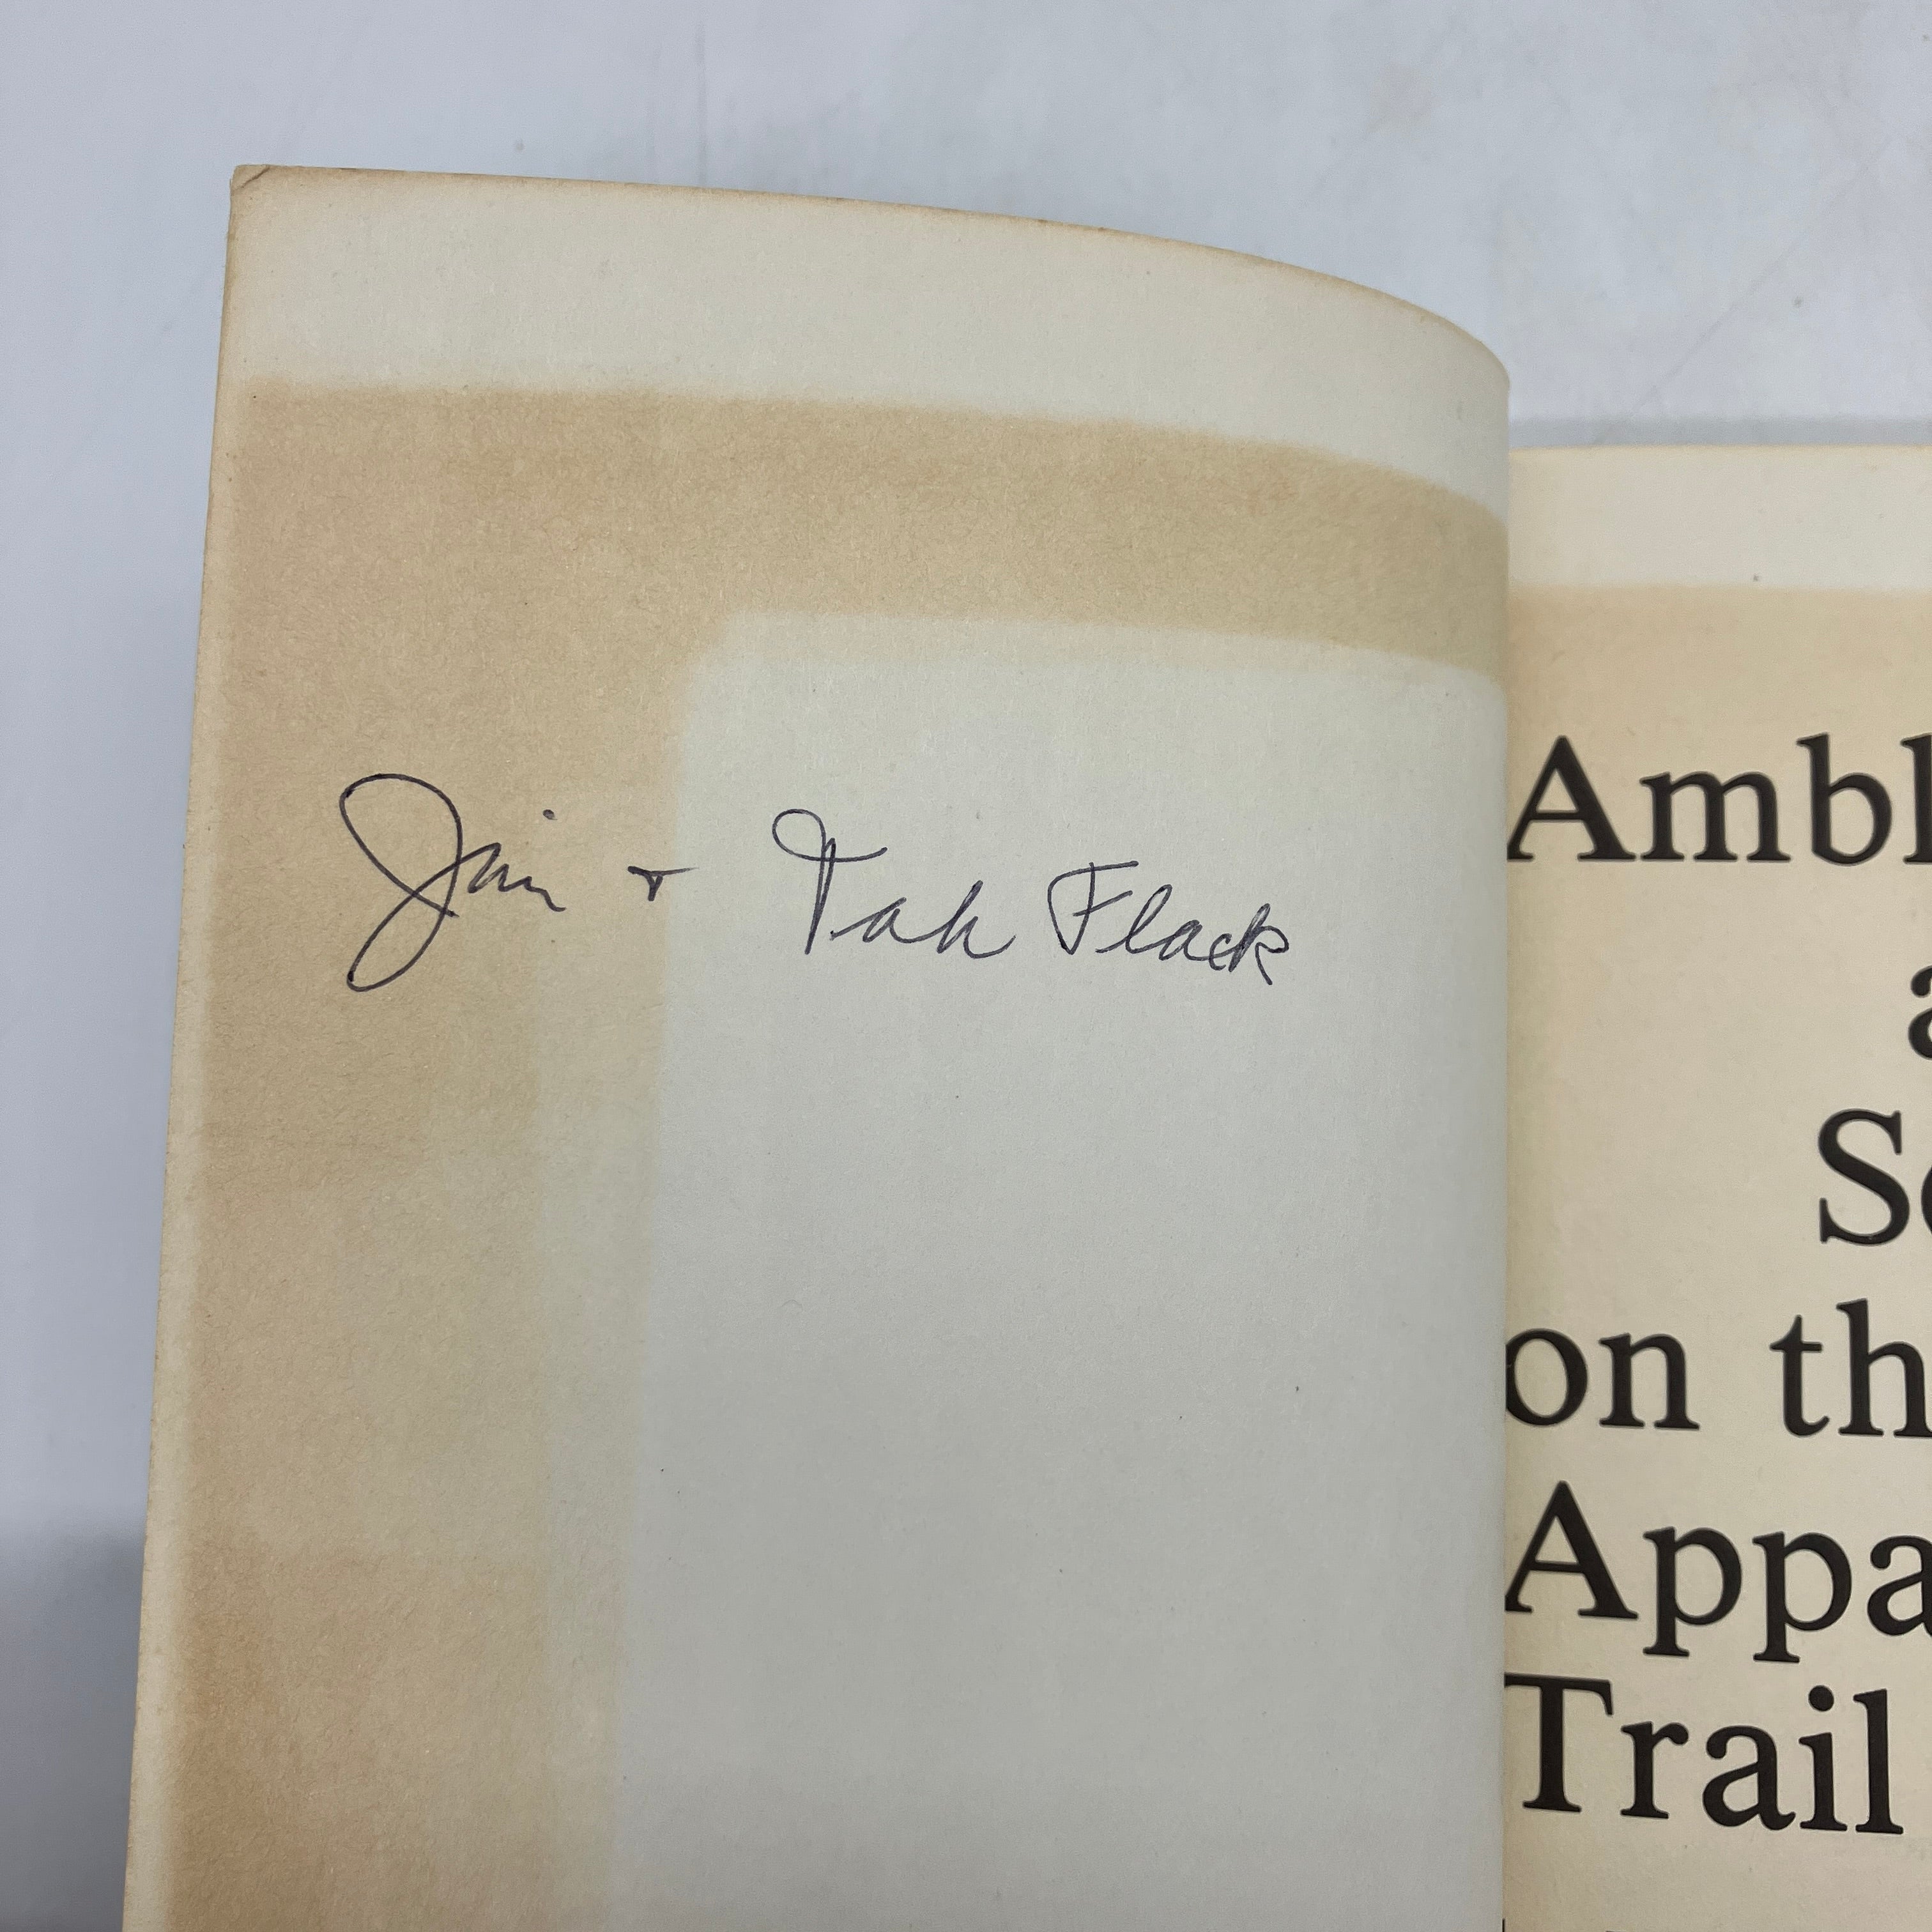 Jim + Tah Flack
Ambl
a
S
on th
Appa
Trail